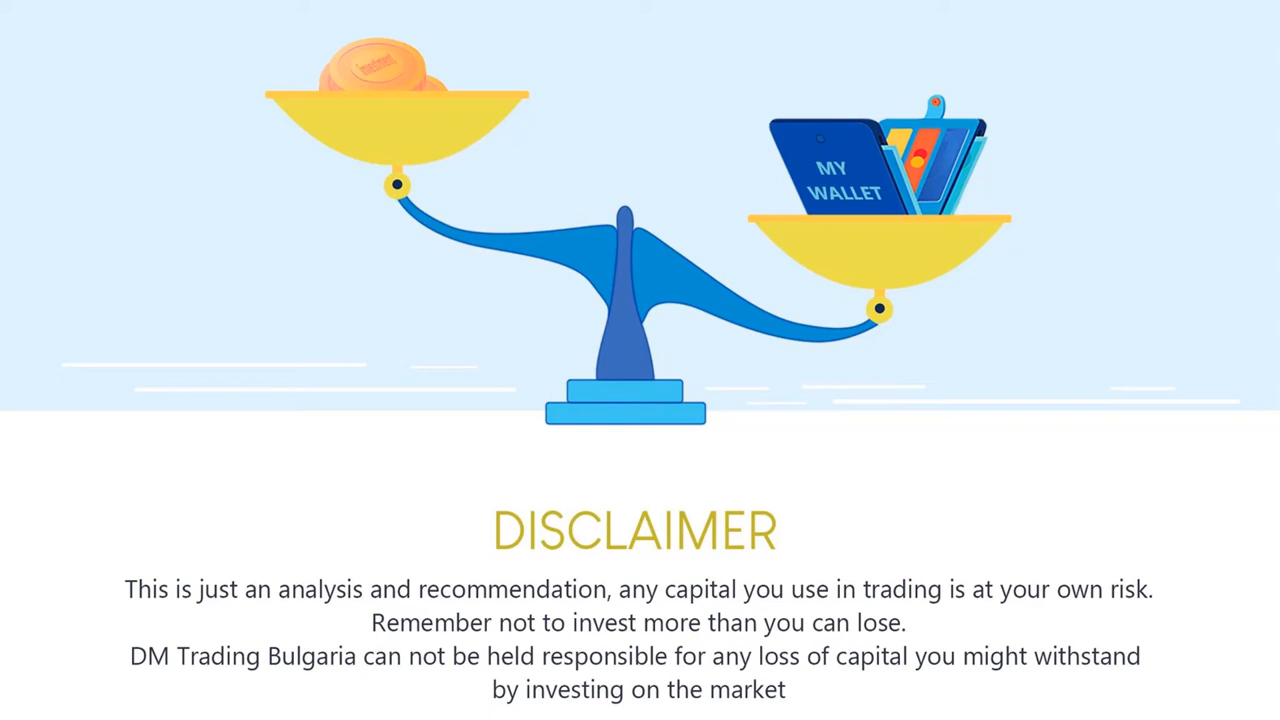 investment
MY
WALLET
DISCLAIMER
This is just an analysis and recommendation, any capital you use in trading is at your own risk.
Remember not to invest more than you can lose.
DM Trading Bulgaria can not be held responsible for any loss of capital you might withstand
by investing on the market